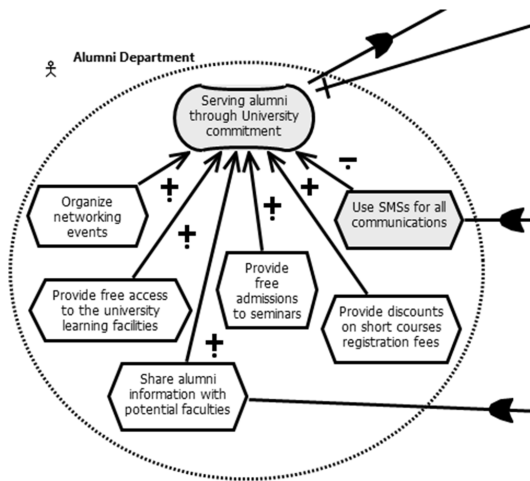 Alumni Department
Serving alumni
through University
commitment
Organize
networking
events
Use SMSs for all
communications
Provide free access
to the university
learning facilities
Provide
free
admissions
to seminars
Provide discounts
on short courses
registration fees
Share alumni
information with
potential faculties